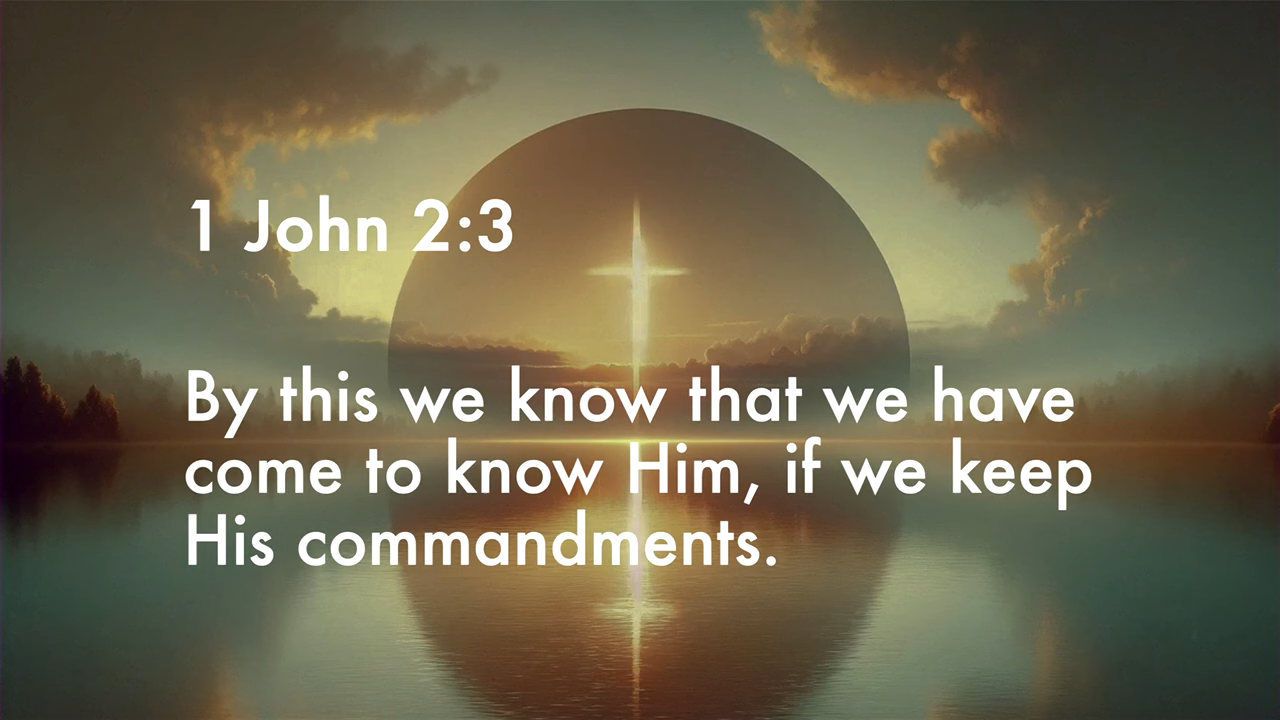 1 John 2:3
By this we know that we have
come to know Him, if we keep
His commandments.